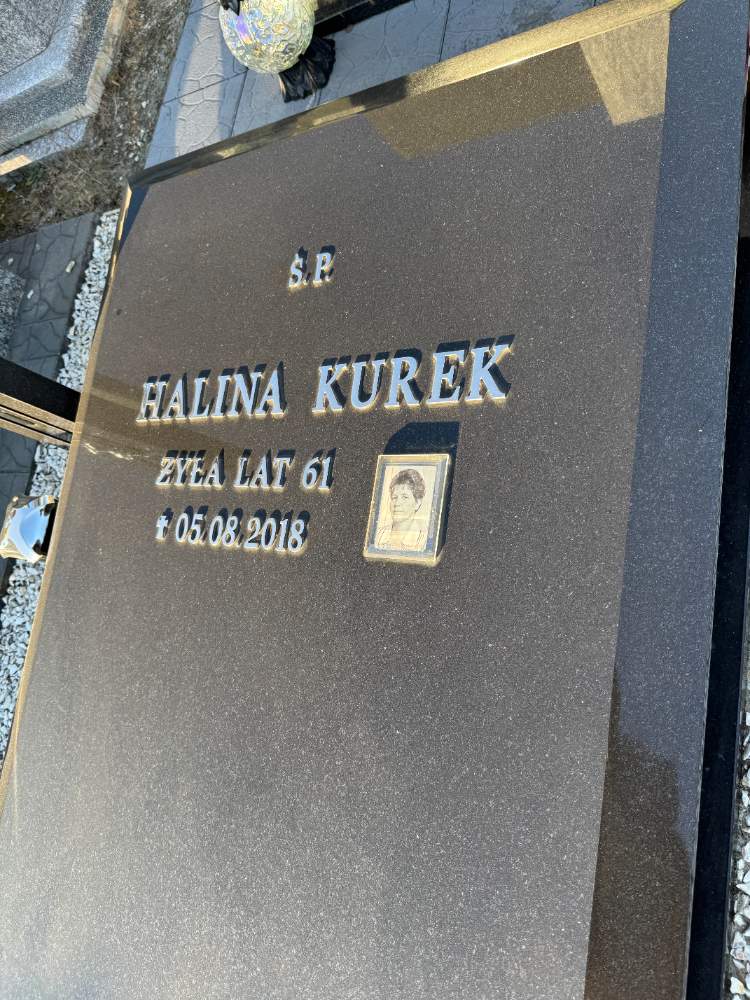 Ś.P.
HALINA KUREK
ŻYŁA LAT 61
✝ 05.08.2018